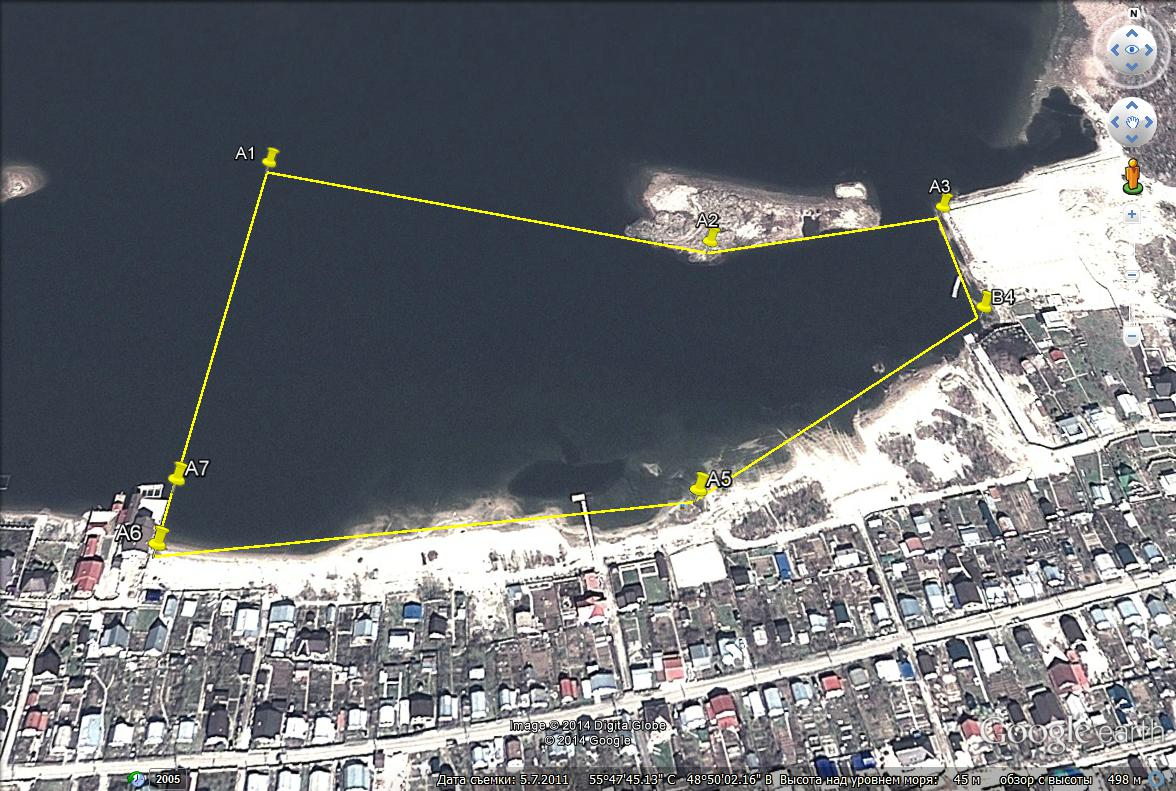 N
A1
A3
A2
B4
A7
A5
A6
Image © 2014 DigitalGlobe
© 2014 Google
Google earth
2005
Дата съемки: 5.7.2011 55°47'45.13" С 48°50'02.16" В Высота над уровнем моря: 45 м обзор с высоты 498 м